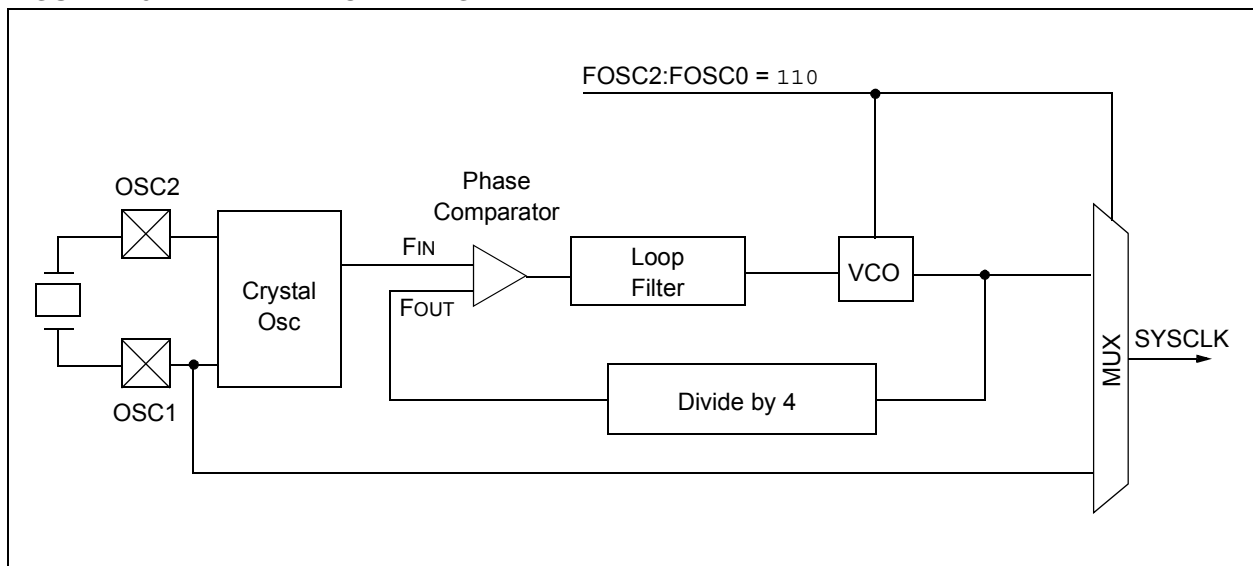 FOSC2:FOSC0 = 110
OSC2
Phase
Comparator
Crystal
Osc
FIN
FOUT
Loop
Filter
VCO
Divide by 4
MUX
SYSCLK
OSC1